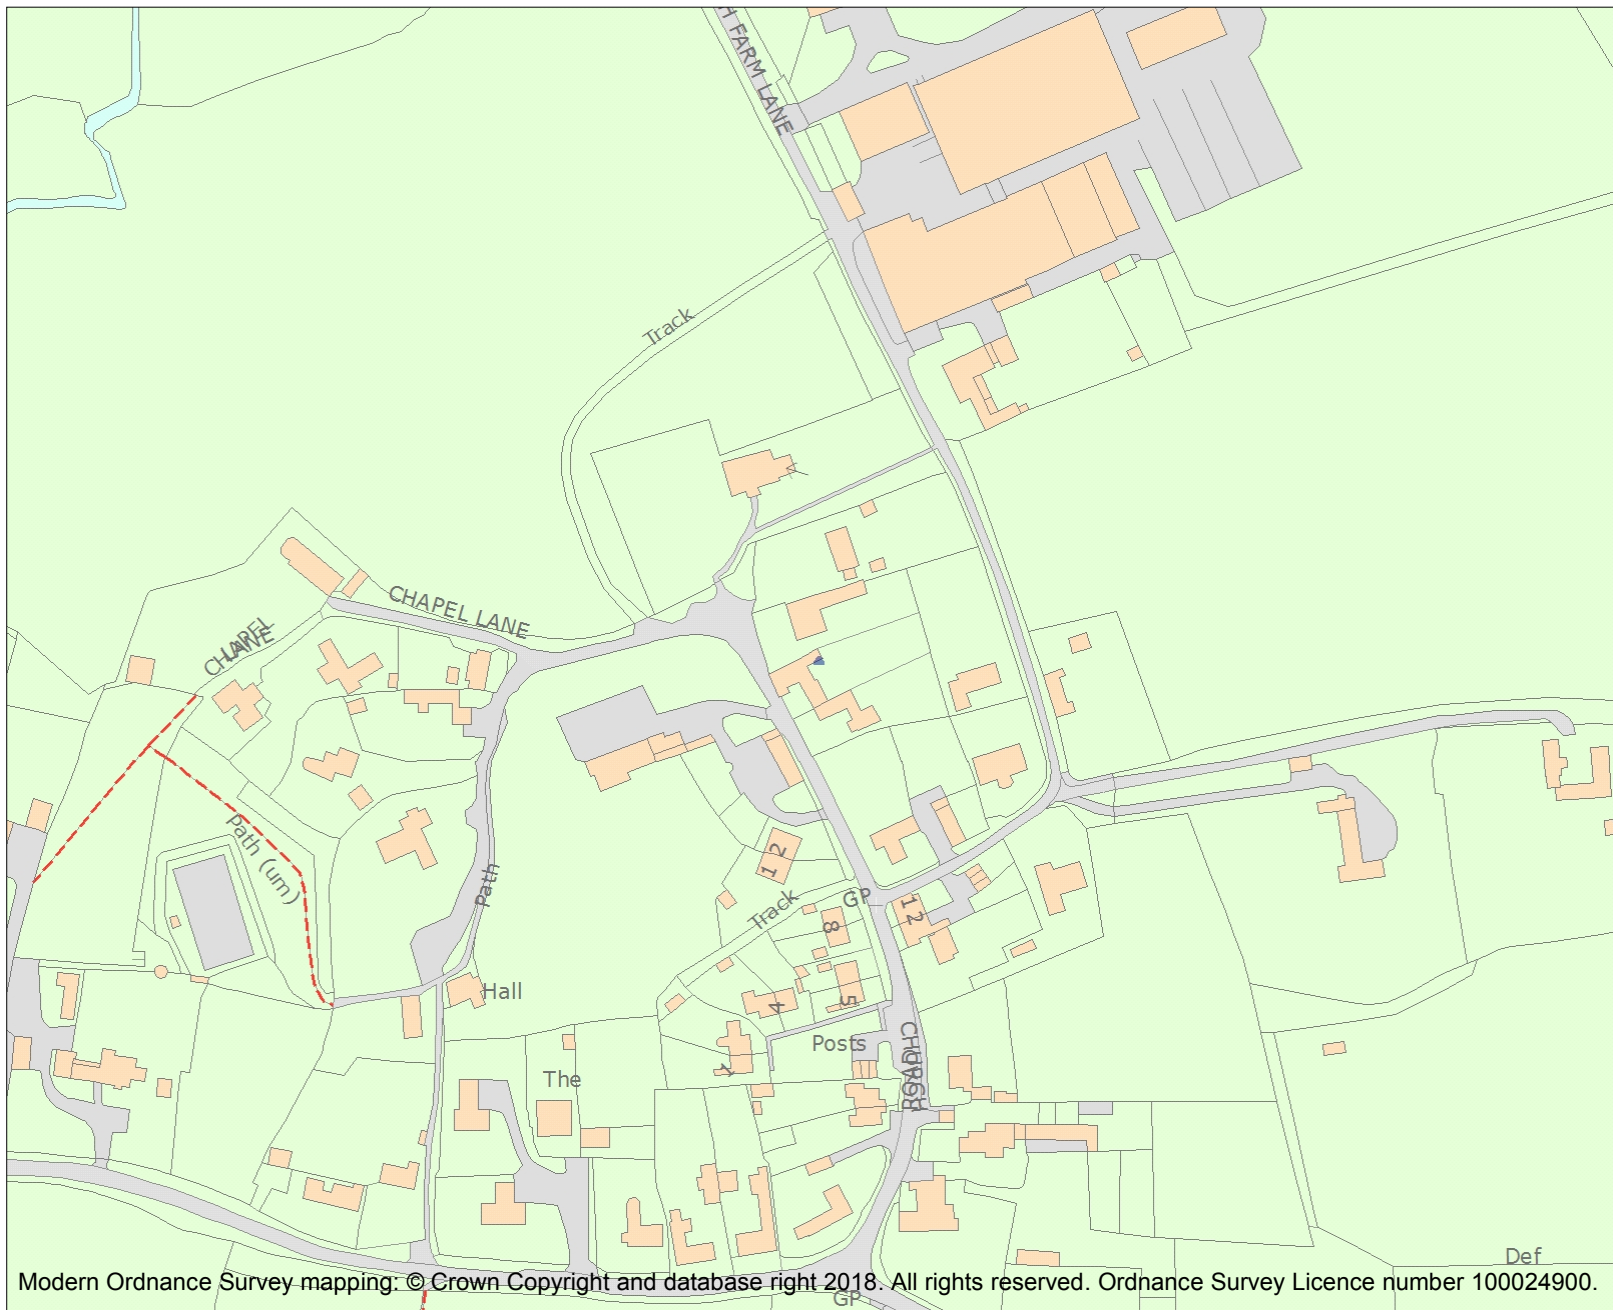 H FARM LANE
Track
CHAPEL LANE
CHAPEL
LANE
Path (um)
Path
1 2
Track
GP
1 2
8
Hall
4
5
Posts
CHURCH
ROAD
The
1
Def
Modern Ordnance Survey mapping: © Crown Copyright and database right 2018. All rights reserved. Ordnance Survey Licence number 100024900.
GP